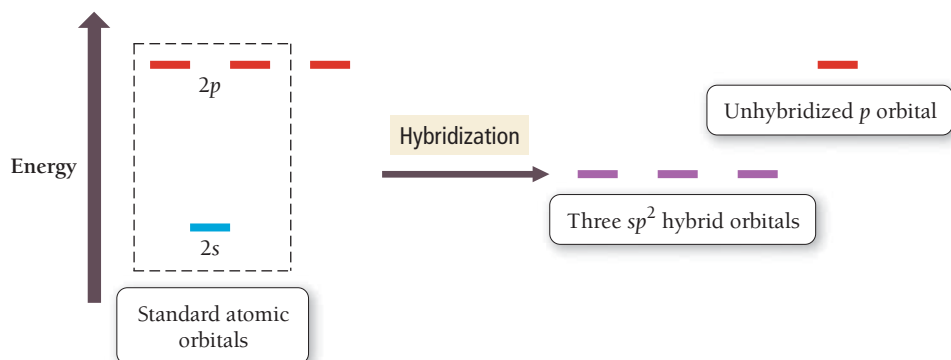 2p
Unhybridized p orbital
Hybridization
Energy
Three sp² hybrid orbitals
2s
Standard atomic
orbitals